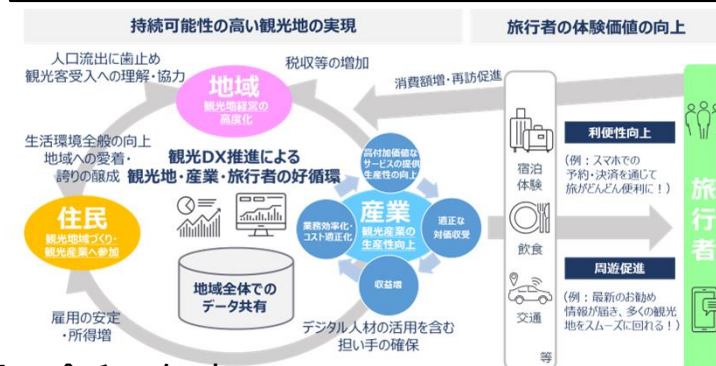 持続可能性の高い観光地の実現
旅行者の体験価値の向上
人口流出に歯止め
観光客受入への理解・協力
税収等の増加
地域
観光地経営の
高度化
消費額増・再訪促進
生活環境全般の向上
地域への愛着・
誇りの醸成
観光DX推進による
観光地・産業・旅行者の好循環
高付加価値な
サービスの提供
生産性の向上
住民
観光地域づくり・
観光産業へ参加
業務効率化・
コスト適正化
産業
観光産業の
生産性向上
適正な
対価収受
収益増
地域全体での
データ共有
雇用の安定
・所得増
デジタル人材の活用を含む
担い手の確保
宿泊
体験
飲食
交通
等
利便性向上
(例:スマホでの
予約・決済を通じて
旅がどんどん便利に!)
周遊促進
(例:最新のお勧め
情報が届き、多くの観光
地をスムーズに回れる!)
旅行者